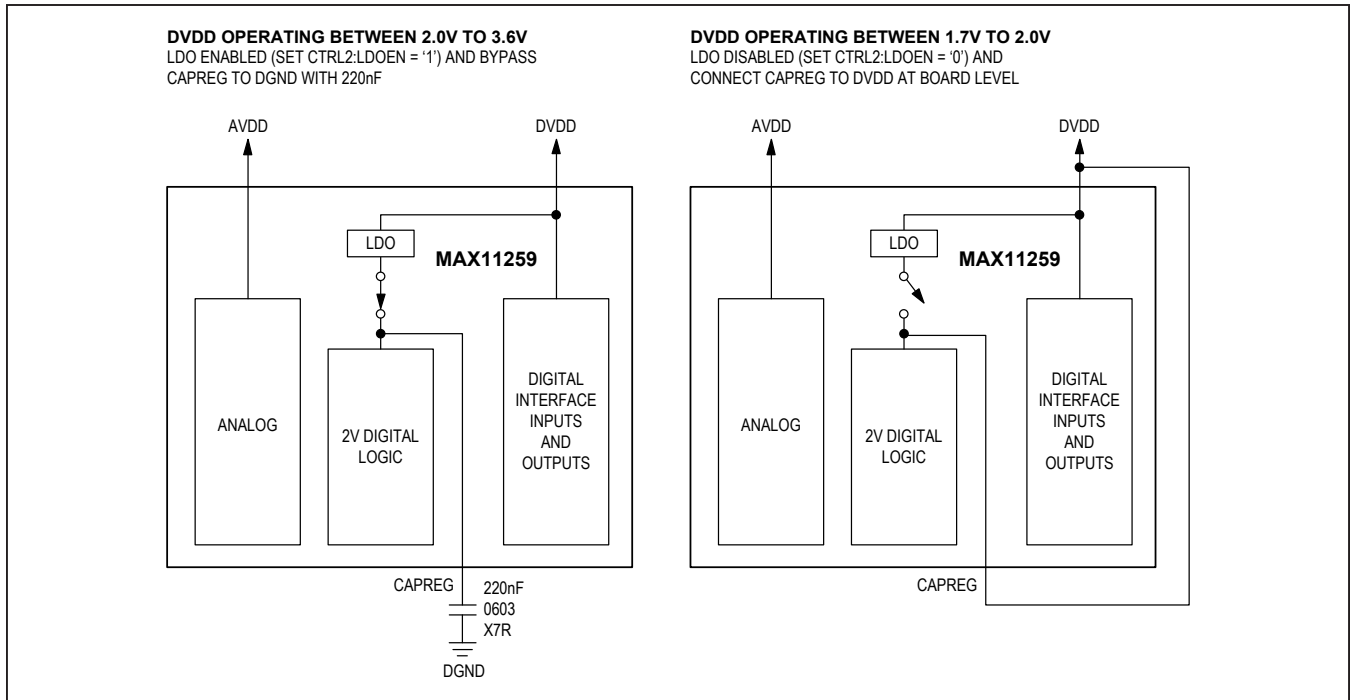 DVDD OPERATING BETWEEN 2.0V TO 3.6V
LDO ENABLED (SET CTRL2:LDOEN = ‘1’) AND BYPASS
CAPREG TO DGND WITH 220nF
AVDD
DVDD
LDO
MAX11259
ANALOG
2V DIGITAL
LOGIC
DIGITAL
INTERFACE
INPUTS
AND
OUTPUTS
CAPREG
220nF
0603
X7R
DGND
DVDD OPERATING BETWEEN 1.7V TO 2.0V
LDO DISABLED (SET CTRL2:LDOEN = ‘0’) AND
CONNECT CAPREG TO DVDD AT BOARD LEVEL
AVDD
DVDD
LDO
MAX11259
ANALOG
2V DIGITAL
LOGIC
DIGITAL
INTERFACE
INPUTS
AND
OUTPUTS
CAPREG